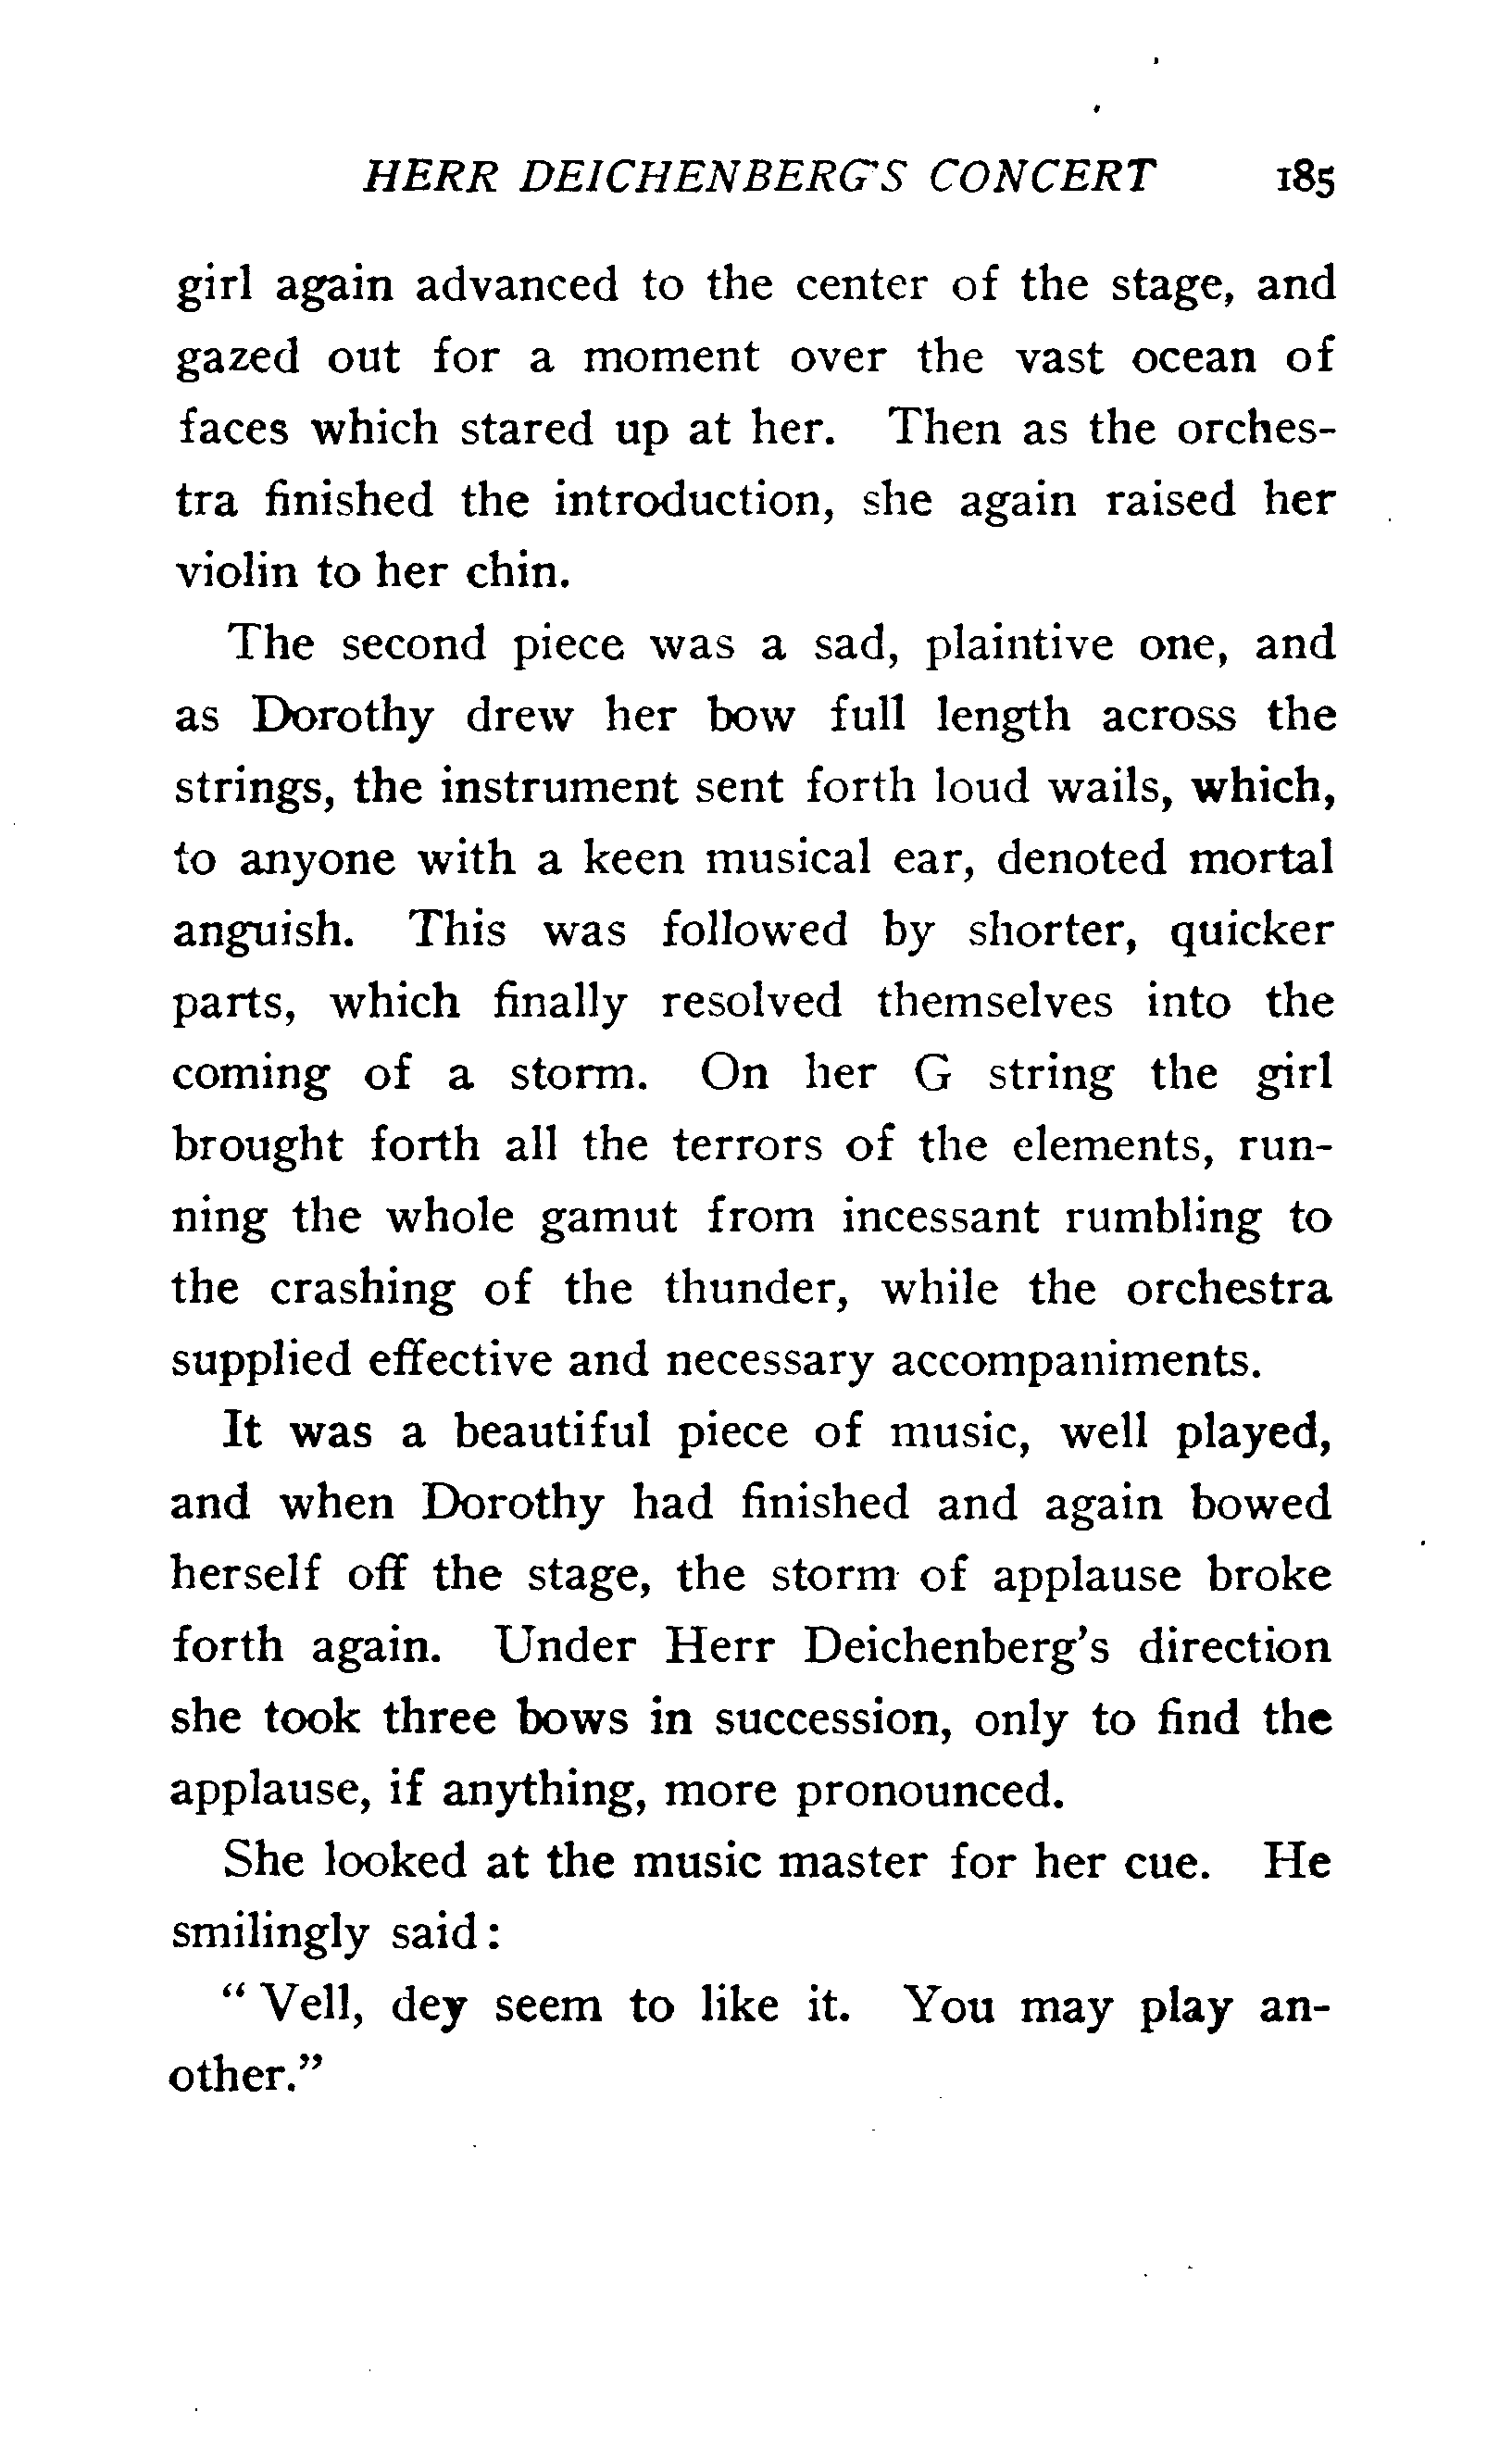 HERR DEICHENBERG'S CONCERT 185
girl again advanced to the center of the stage, and
gazed out for a moment over the vast ocean of
faces which stared up at her. Then as the orches-
tra finished the introduction, she again raised her
violin to her chin.
The second piece was a sad, plaintive one, and
as Dorothy drew her bow full length across the
strings, the instrument sent forth loud wails, which,
to anyone with a keen musical ear, denoted mortal
anguish. This was followed by shorter, quicker
parts, which finally resolved themselves into the
coming of a storm. On her G string the girl
brought forth all the terrors of the elements, run-
ning the whole gamut from incessant rumbling to
the crashing of the thunder, while the orchestra
supplied effective and necessary accompaniments.
It was a beautiful piece of music, well played,
and when Dorothy had finished and again bowed
herself off the stage, the storm of applause broke
forth again. Under Herr Deichenberg's direction
she took three bows in succession, only to find the
applause, if anything, more pronounced.
She looked at the music master for her cue. He
smilingly said:
" Vell, dey seem to like it. You may play an-
other."